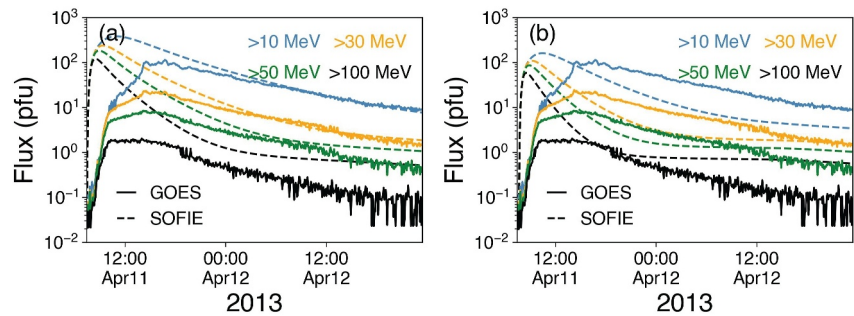 (a)
>10 MeV >30 MeV
>50 MeV >100 MeV
Flux (pfu)
10³
10²
10¹
10⁰
10⁻¹
10⁻²
GOES
SOFIE
12:00 00:00 12:00
Apr11 Apr12 Apr12
2013
(b)
>10 MeV >30 MeV
>50 MeV >100 MeV
Flux (pfu)
10³
10²
10¹
10⁰
10⁻¹
10⁻²
GOES
SOFIE
12:00 00:00 12:00
Apr11 Apr12 Apr12
2013